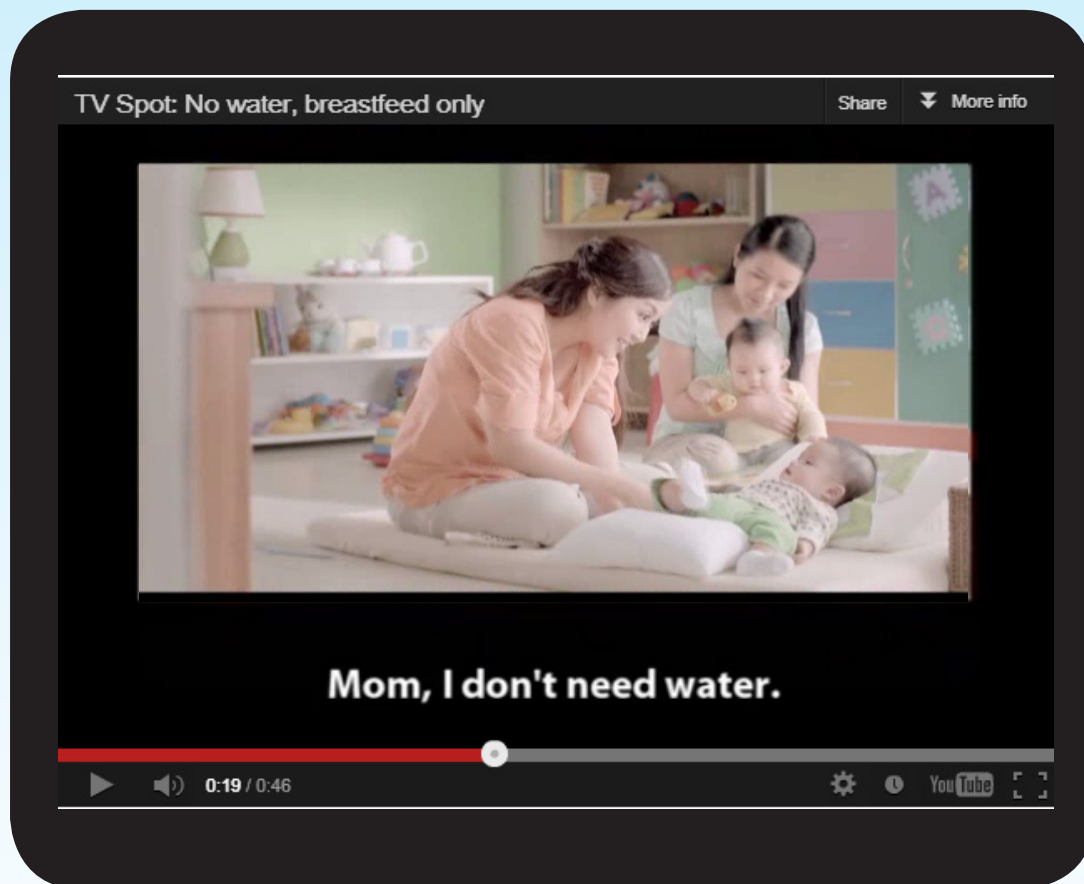 TV Spot: No water, breastfeed only
Share
More info
A
Mom, I don't need water.
0:19 / 0:46
YouTube